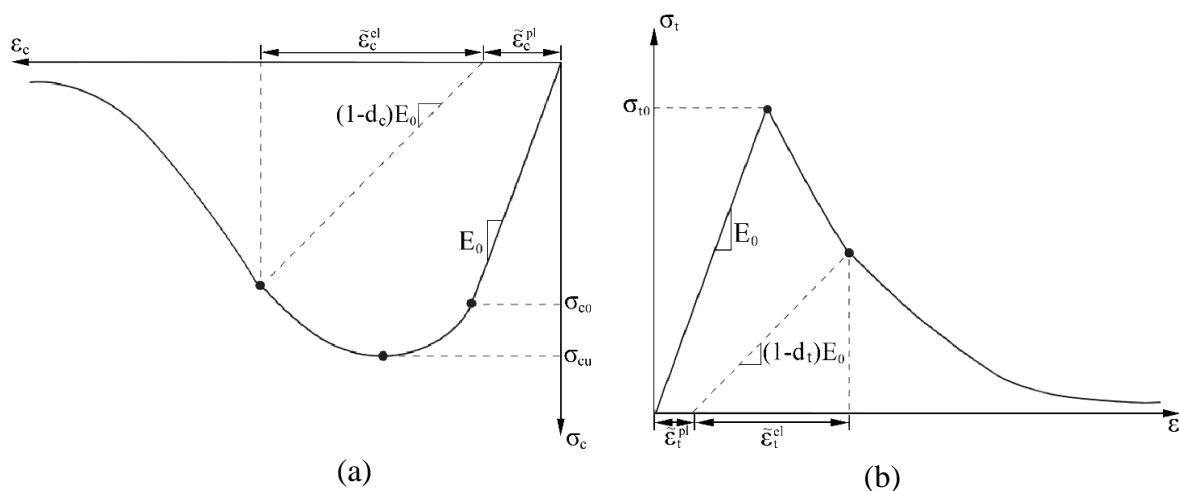 ε_c
ε̃_c^el
ε̃_c^pl
(1-d_c)E_0
E_0
σ_c0
σ_cu
σ_c
(a)
σ_t
σ_t0
E_0
(1-d_t)E_0
ε̃_t^pl
ε̃_t^el
ε
(b)